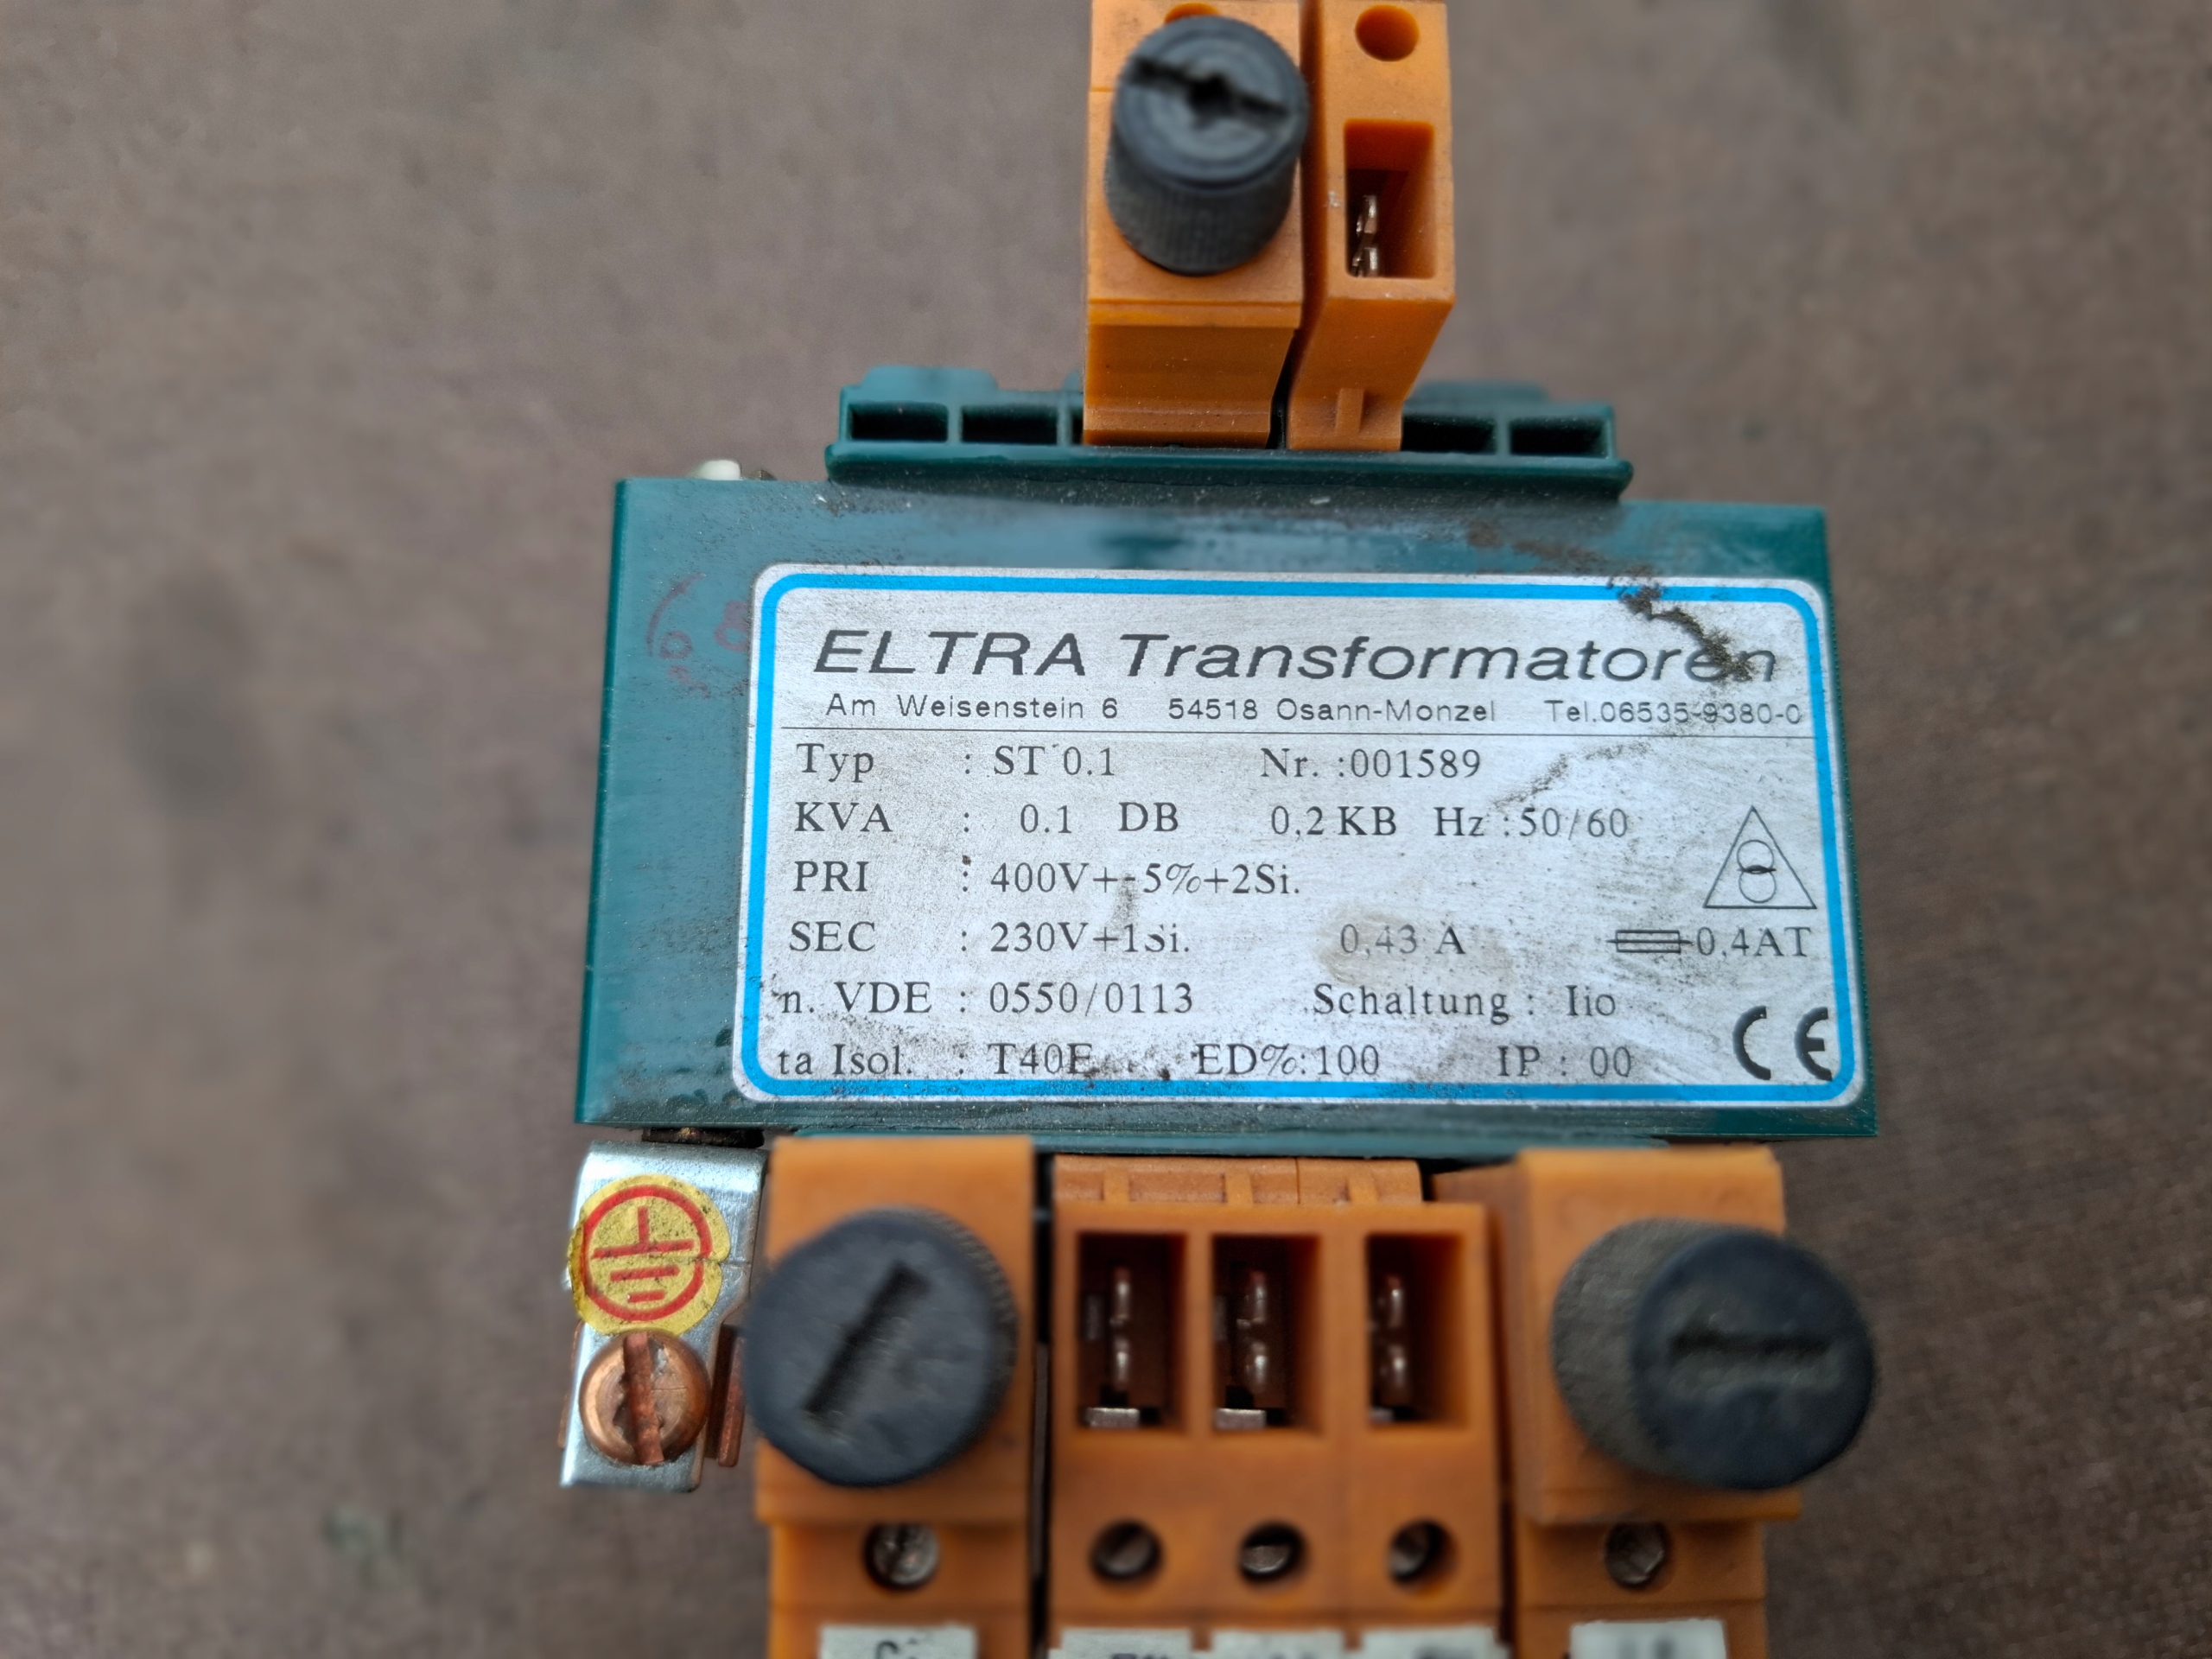 ELTRA Transformatoren
Am Weisenstein 6 54518 Osann-Monzel Tel.06535-9380-0
Typ : ST 0.1 Nr. :001589
KVA : 0.1 DB 0,2 KB Hz :50/60
PRI : 400V+-5%+2Si.
SEC : 230V+1Si. 0,43 A 0,4AT
n. VDE : 0550/0113 Schaltung : Iio
ta Isol. : T40E ED%:100 IP : 00
CE